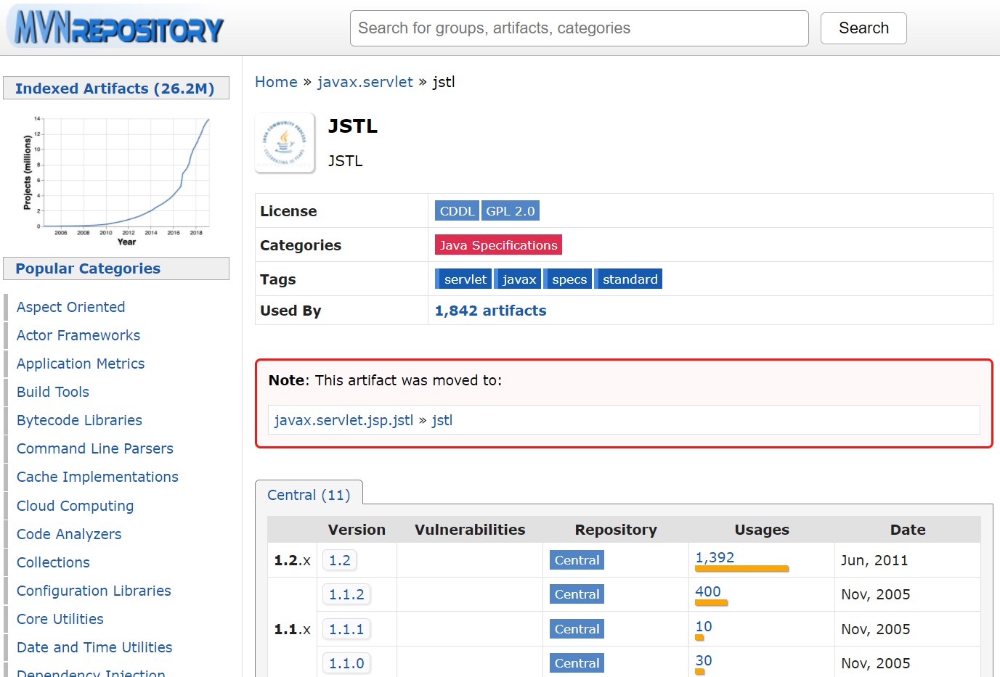 MVNREPOSITORY
Search for groups, artifacts, categories
Search
Indexed Artifacts (26.2M)
Projects (millions)
14
12
10
8
6
4
2
0
2006 2008 2010 2012 2014 2016 2018
Year
Popular Categories
Aspect Oriented
Actor Frameworks
Application Metrics
Build Tools
Bytecode Libraries
Command Line Parsers
Cache Implementations
Cloud Computing
Code Analyzers
Collections
Configuration Libraries
Core Utilities
Date and Time Utilities
Dependency Injection
Home » javax.servlet » jstl
JAVA COMMUNITY PROCESS
CELEBRATING 15 YEARS
JSTL
JSTL
License CDDL GPL 2.0
Categories Java Specifications
Tags servlet javax specs standard
Used By 1,842 artifacts
Note: This artifact was moved to:
javax.servlet.jsp.jstl » jstl
Central (11)
Version Vulnerabilities Repository Usages Date
1.2.x 1.2 Central 1,392 Jun, 2011
1.1.2 Central 400 Nov, 2005
1.1.x 1.1.1 Central 10 Nov, 2005
1.1.0 Central 30 Nov, 2005